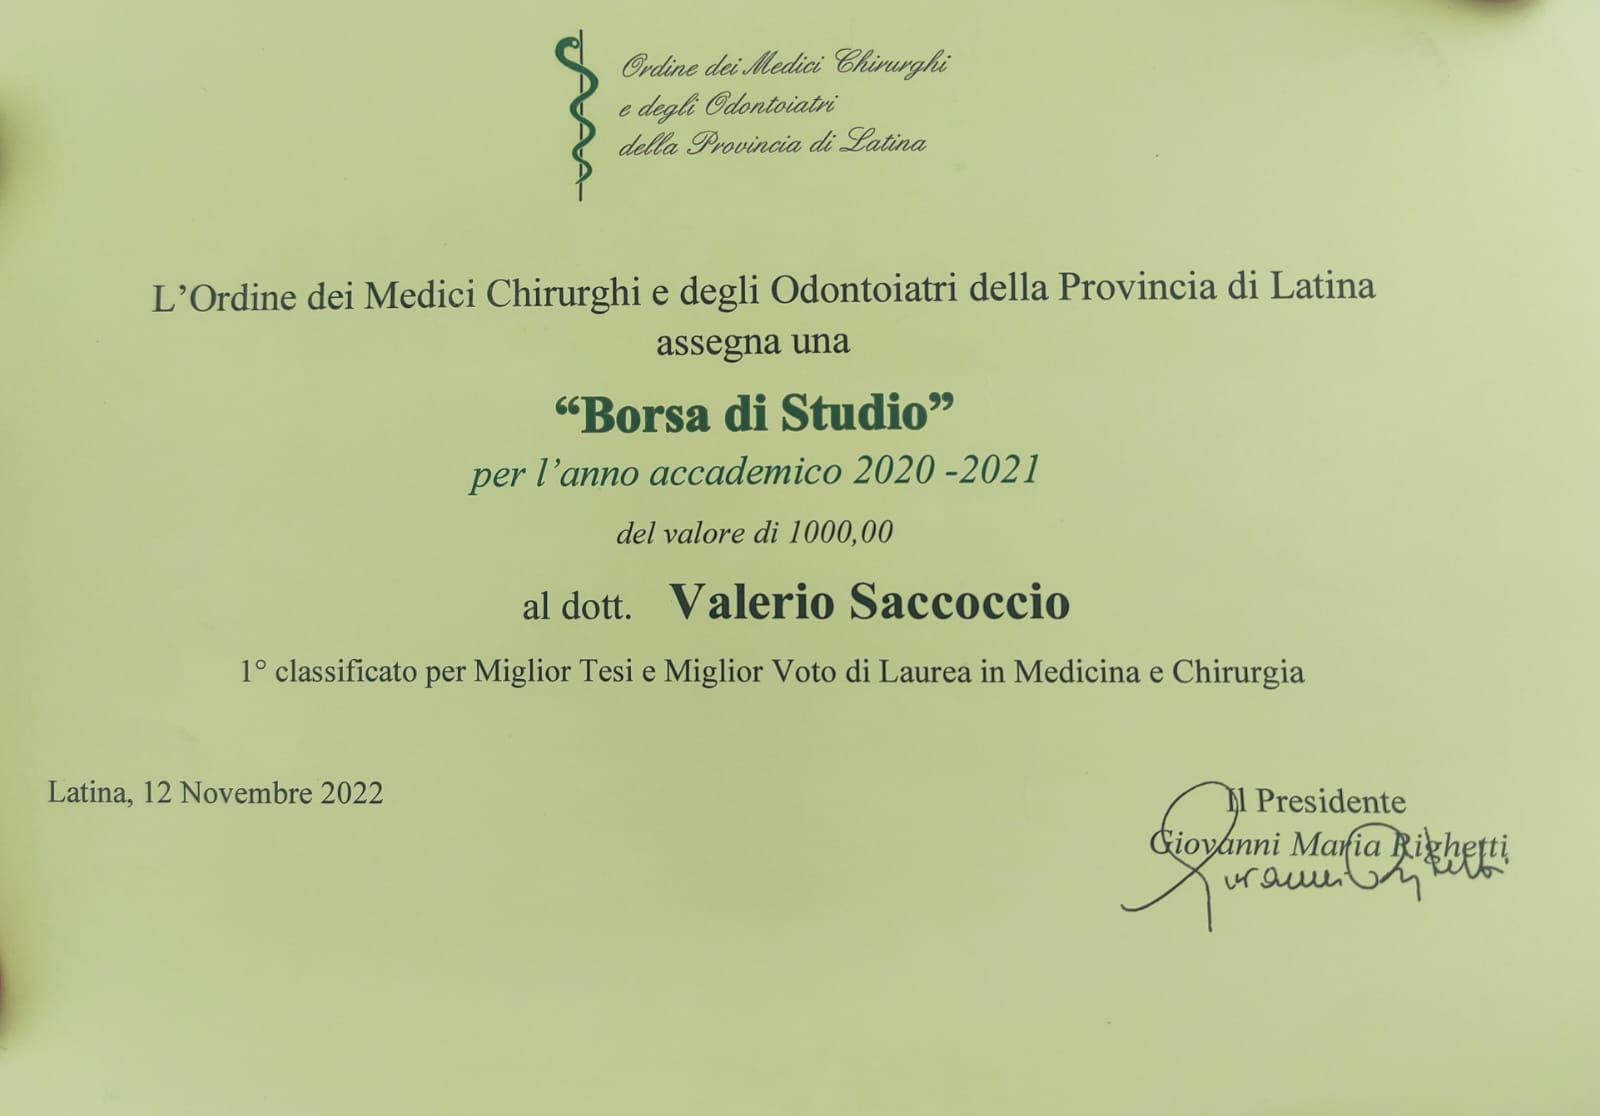 Ordine dei Medici Chirurghi
e degli Odontoiatri
della Provincia di Latina
L’Ordine dei Medici Chirurghi e degli Odontoiatri della Provincia di Latina
assegna una
“Borsa di Studio”
per l’anno accademico 2020 -2021
del valore di 1000,00
al dott. Valerio Saccoccio
1° classificato per Miglior Tesi e Miglior Voto di Laurea in Medicina e Chirurgia
Latina, 12 Novembre 2022
Il Presidente
Giovanni Maria Righetti